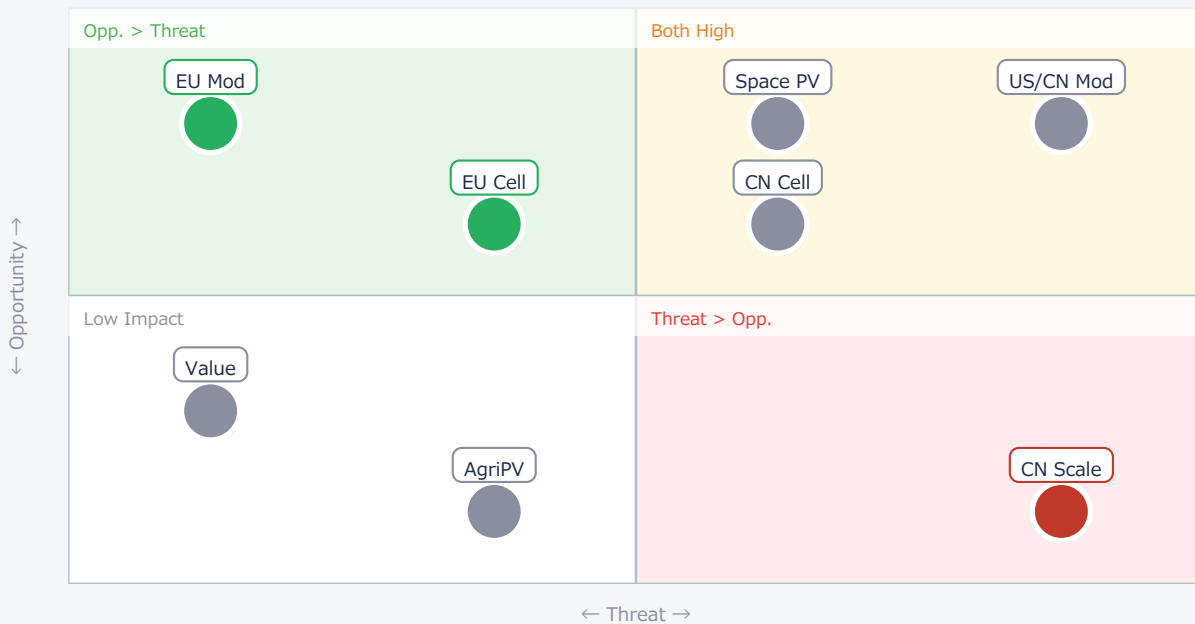 Opp. > Threat
Both High
EU Mod
Space PV
US/CN Mod
EU Cell
CN Cell
← Opportunity →
Low Impact
Threat > Opp.
Value
AgriPV
CN Scale
← Threat →